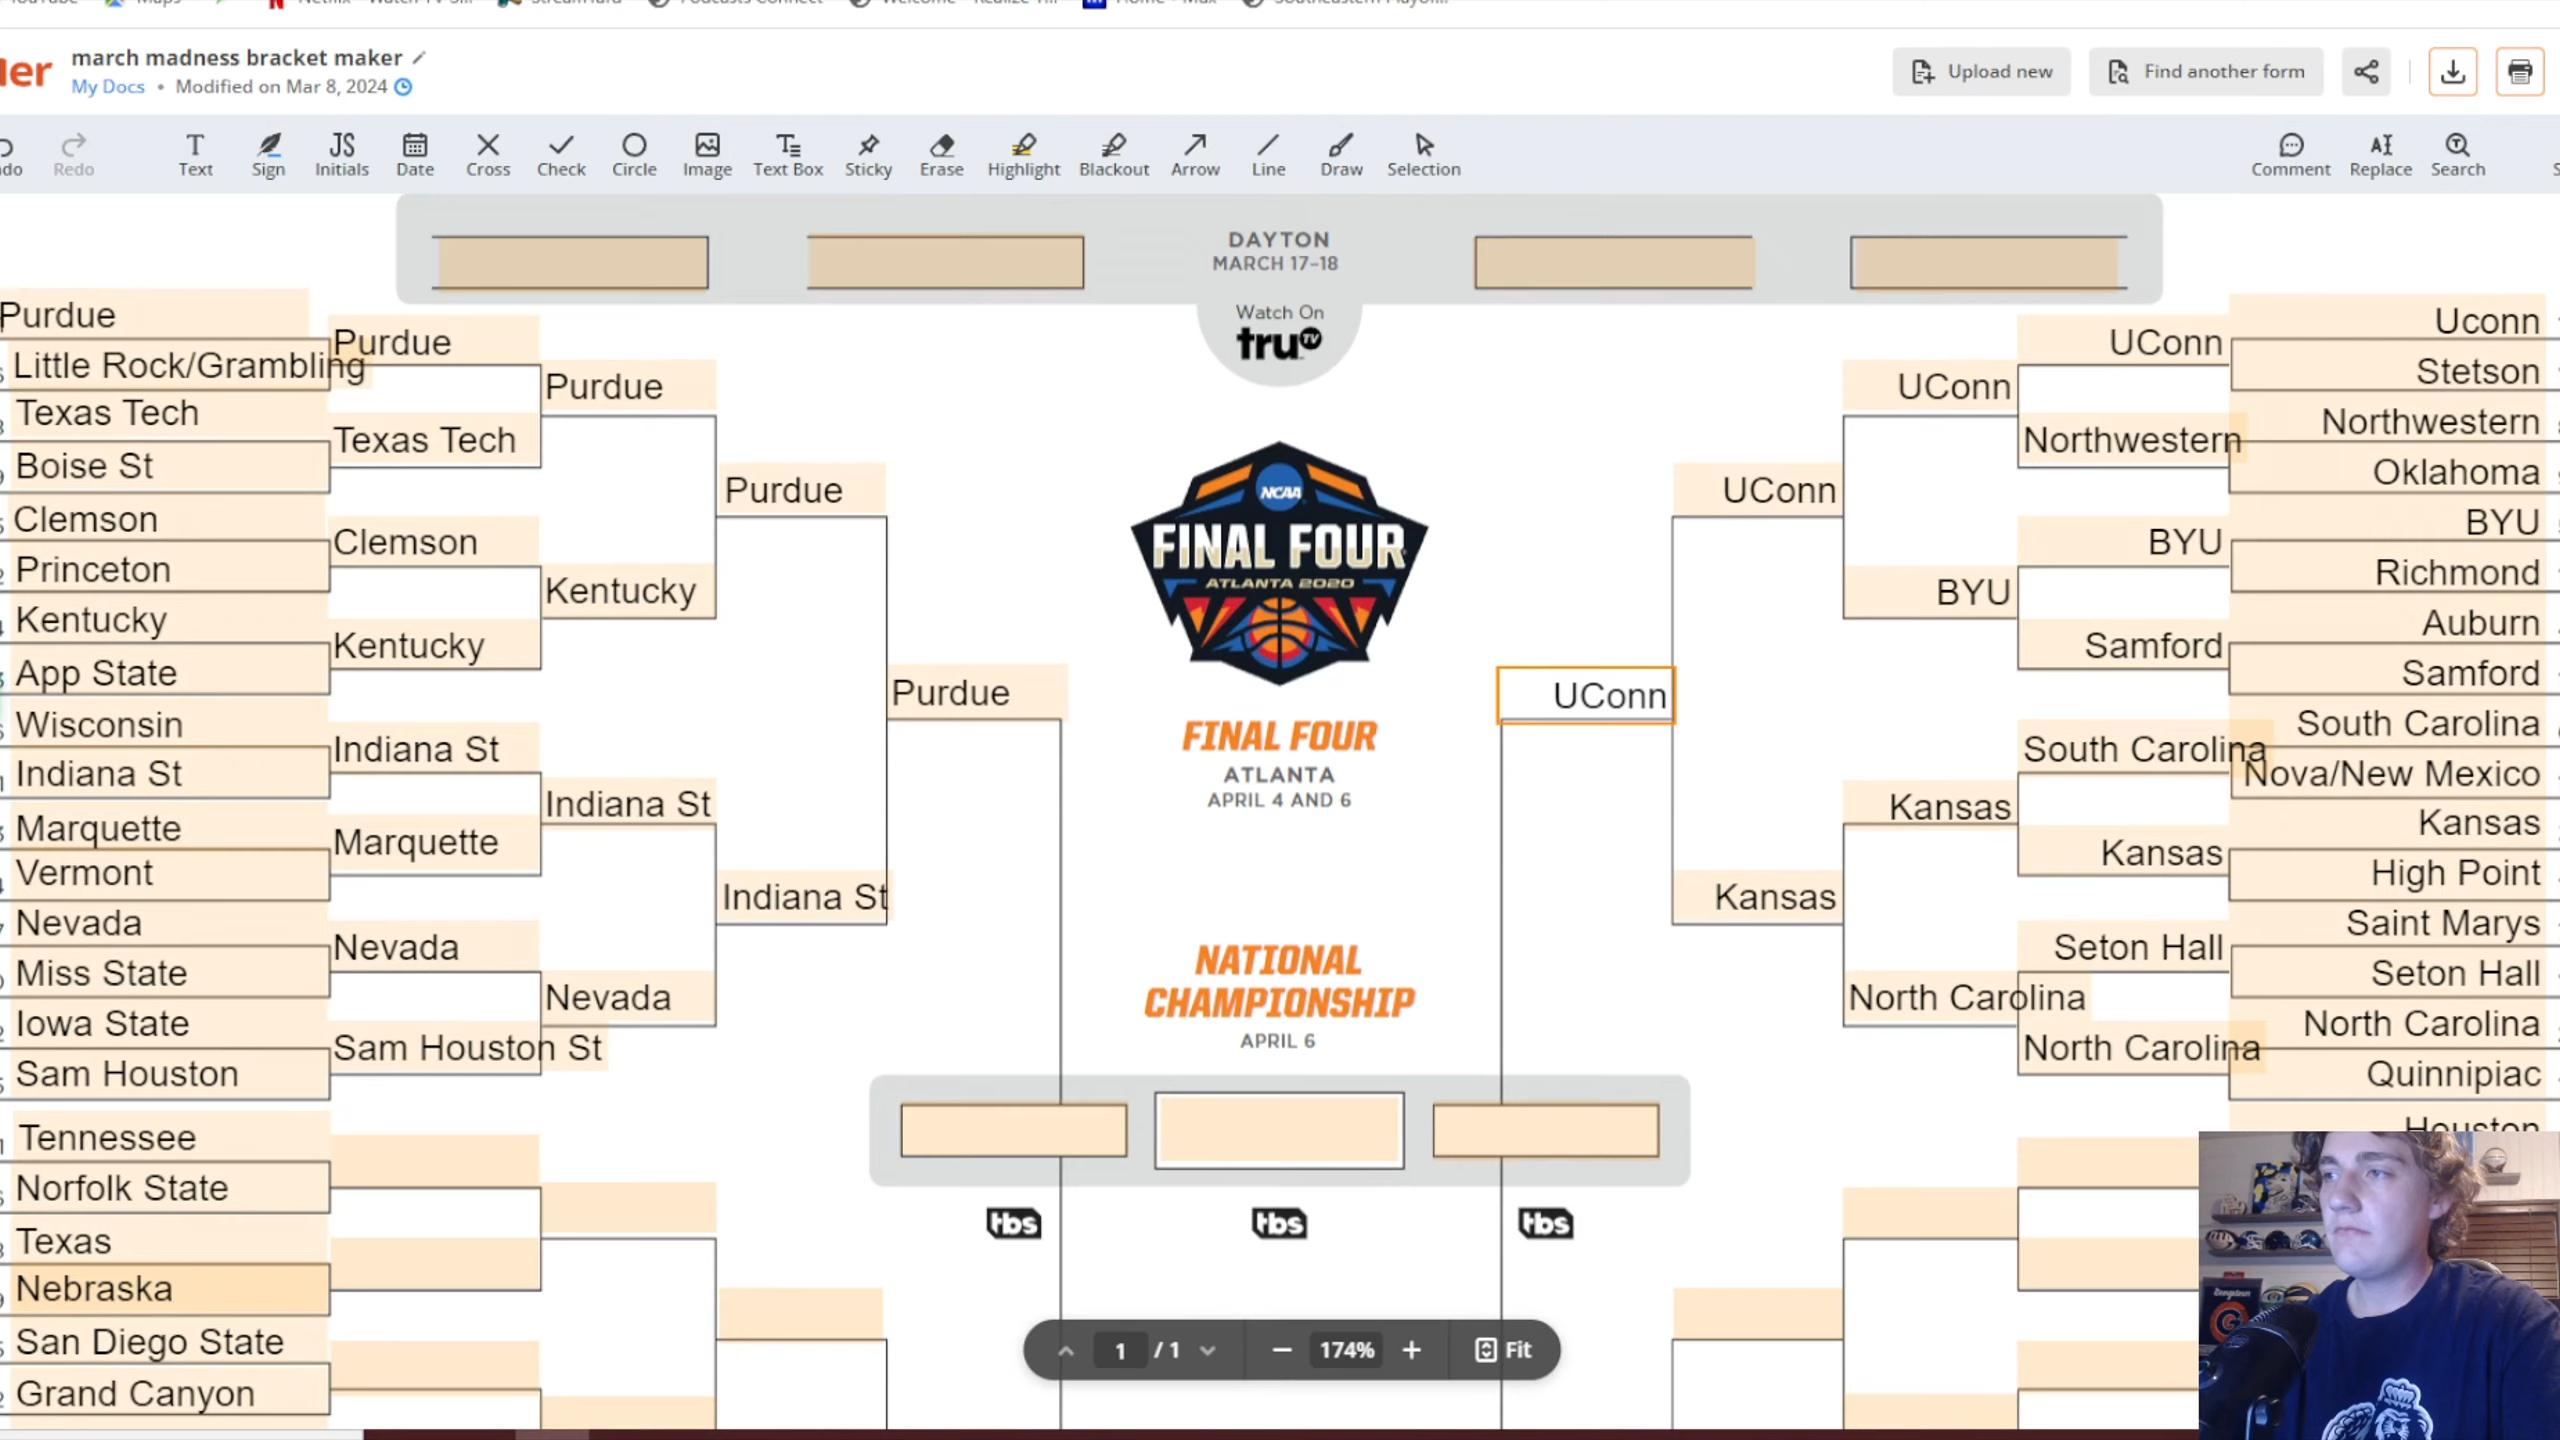 march madness bracket maker
My Docs • Modified on Mar 8, 2024
Upload new
Find another form
Redo
Text
Sign
Initials
Date
Cross
Check
Circle
Image
Text Box
Sticky
Erase
Highlight
Blackout
Arrow
Line
Draw
Selection
Comment
Replace
Search
DAYTON
MARCH 17-18
Watch On
truTV
Purdue
Little Rock/Grambling
Texas Tech
Boise St
Clemson
Princeton
Kentucky
App State
Wisconsin
Indiana St
Marquette
Vermont
Nevada
Miss State
Iowa State
Sam Houston
Tennessee
Norfolk State
Texas
Nebraska
San Diego State
Grand Canyon
Purdue
Texas Tech
Clemson
Kentucky
Indiana St
Marquette
Nevada
Sam Houston St
Purdue
Kentucky
Indiana St
Nevada
Purdue
Indiana St
Purdue
NCAA
FINAL FOUR
ATLANTA 2020
FINAL FOUR
ATLANTA
APRIL 4 AND 6
NATIONAL
CHAMPIONSHIP
APRIL 6
tbs
tbs
tbs
1 / 1
174%
Fit
UConn
UConn
Kansas
UConn
BYU
Kansas
North Carolina
UConn
Northwestern
BYU
Samford
South Carolina
Kansas
Seton Hall
North Carolina
Uconn
Stetson
Northwestern
Oklahoma
BYU
Richmond
Auburn
Samford
South Carolina
Nova/New Mexico
Kansas
High Point
Saint Marys
Seton Hall
North Carolina
Quinnipiac
Houston